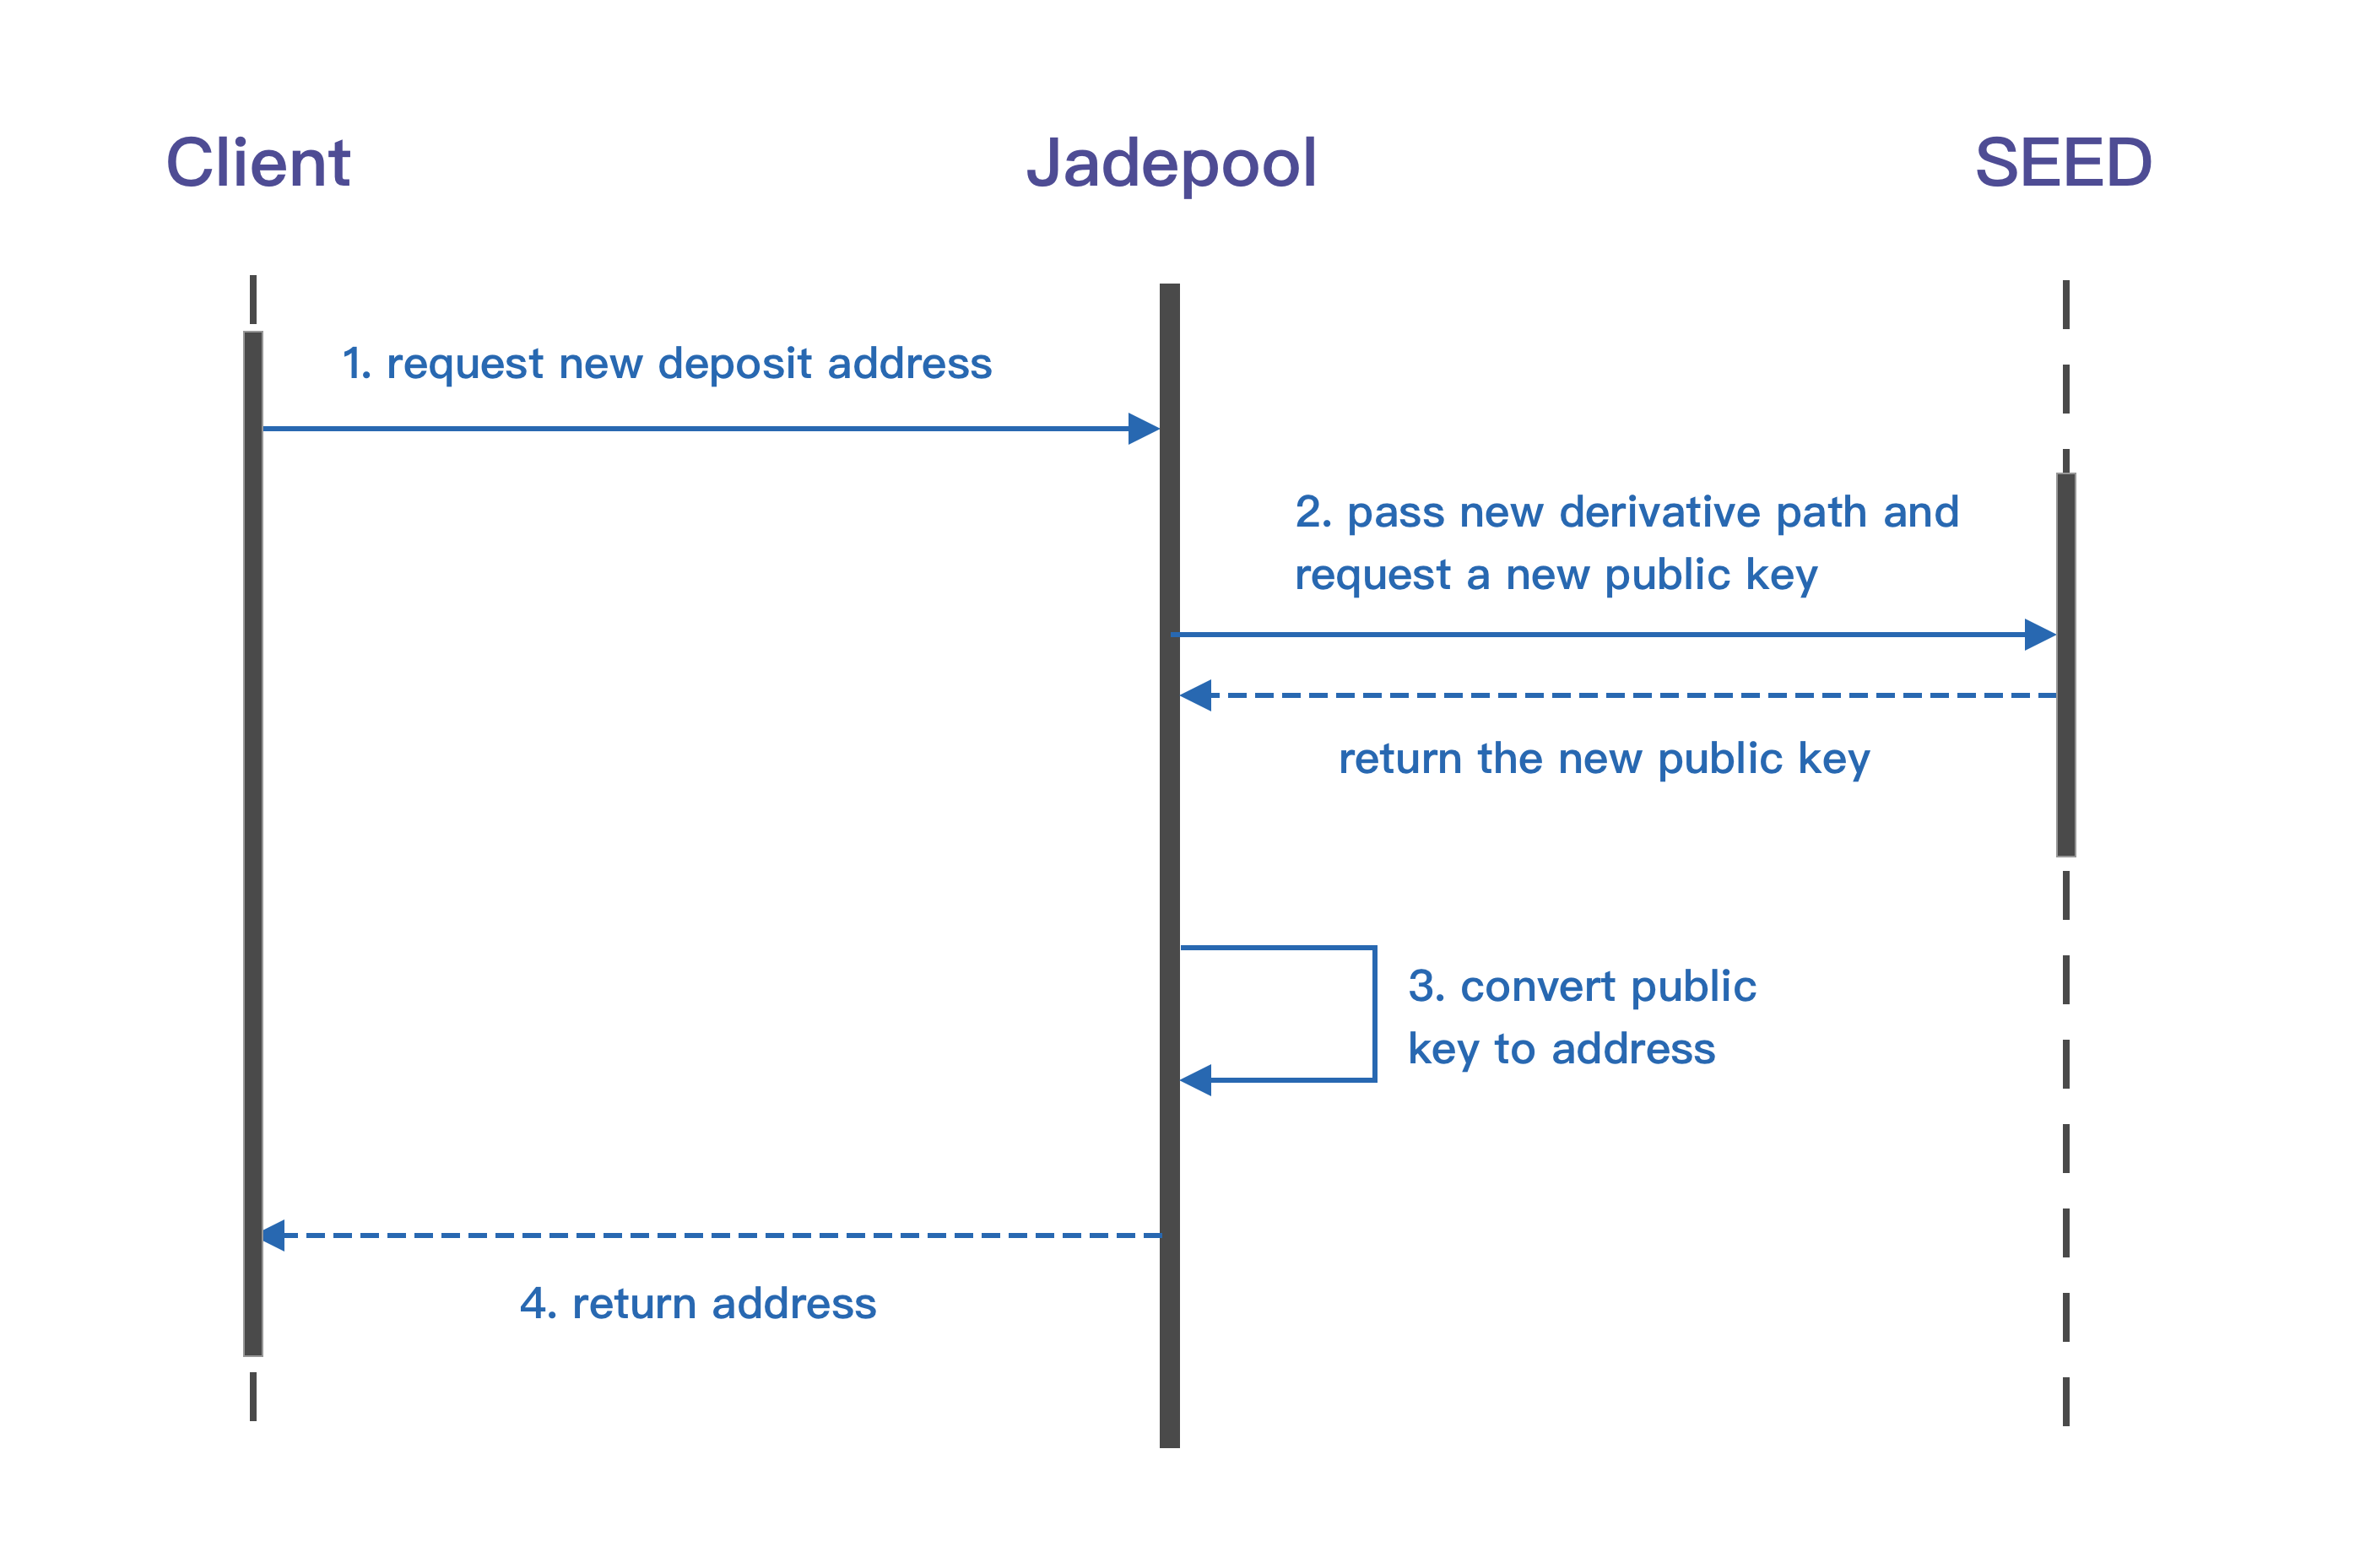 Client
Jadepool
SEED
1. request new deposit address
2. pass new derivative path and
request a new public key
return the new public key
3. convert public
key to address
4. return address